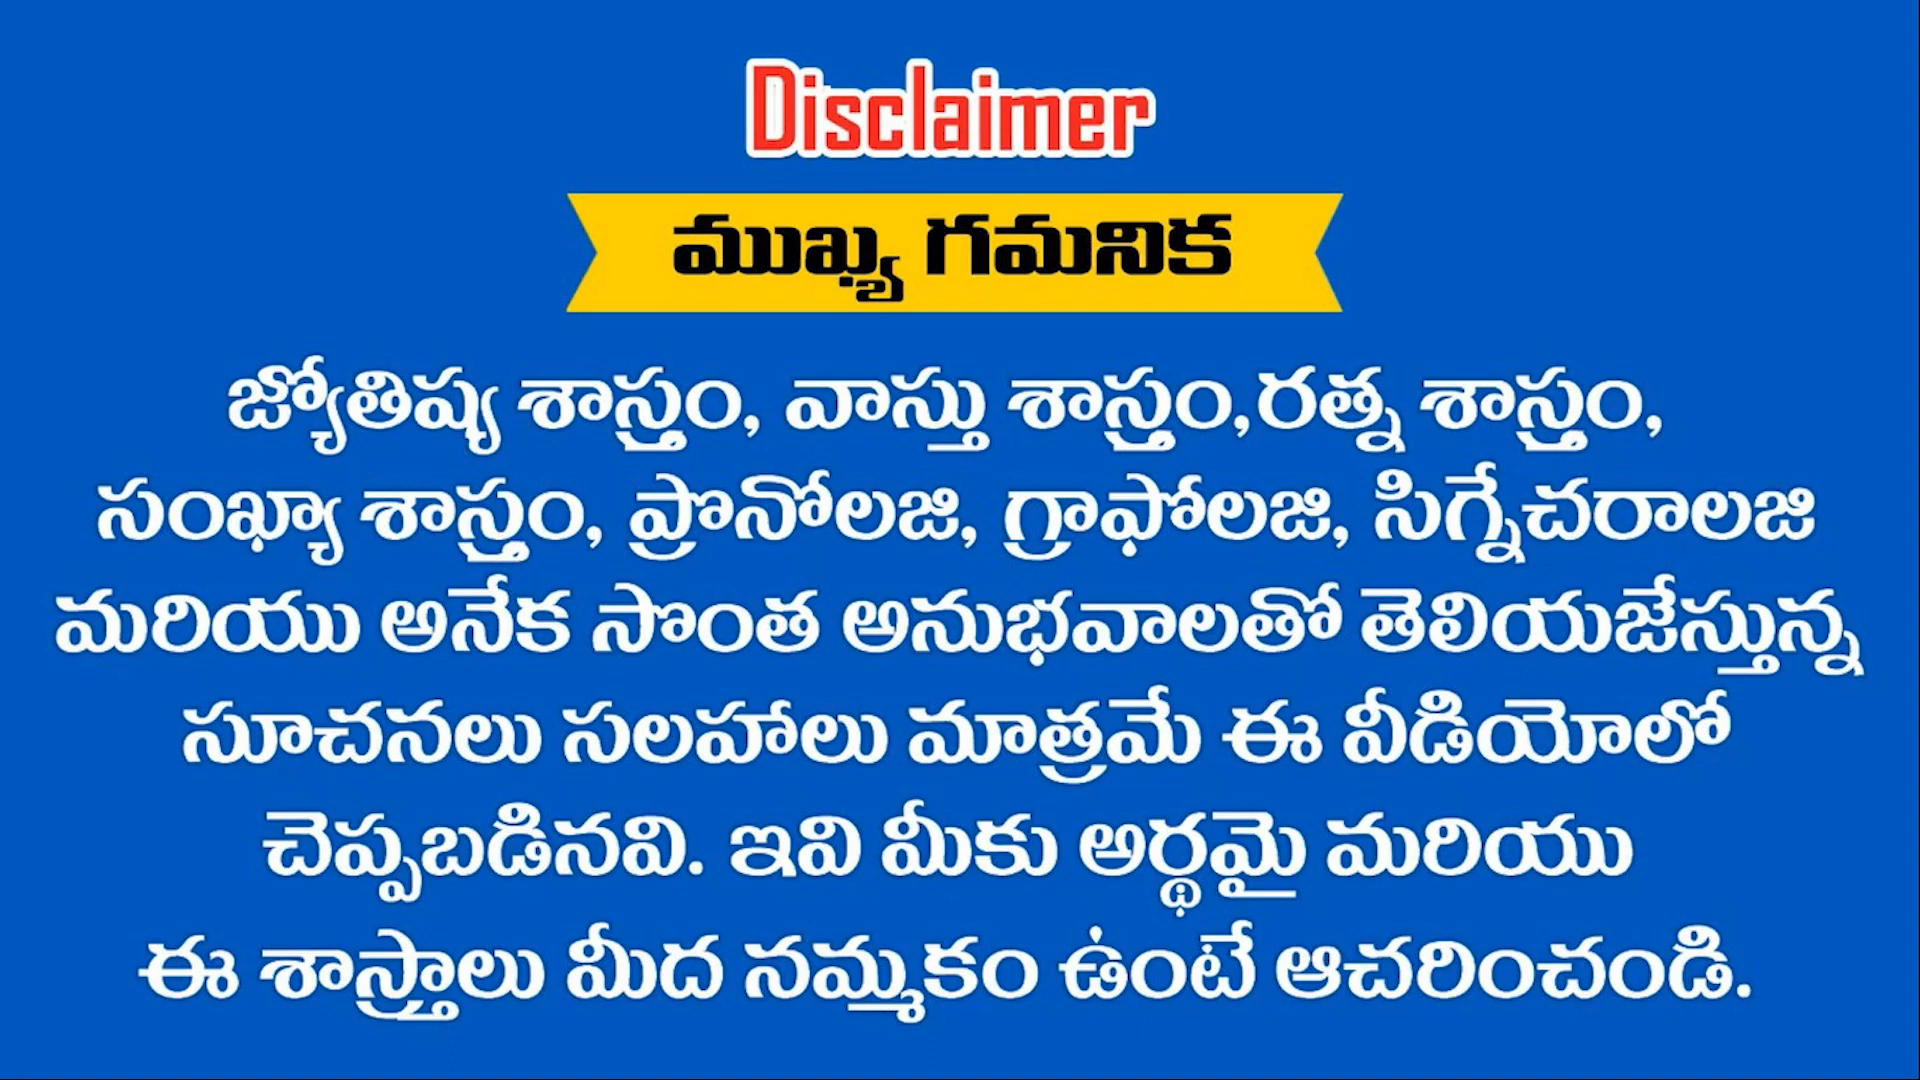 Disclaimer
ముఖ్య గమనిక
జ్యోతిష్య శాస్త్రం, వాస్తు శాస్త్రం,రత్న శాస్త్రం,
సంఖ్యా శాస్త్రం, ప్రొనోలజి, గ్రాఫోలజి, సిగ్నేచరాలజి
మరియు అనేక సొంత అనుభవాలతో తెలియజేస్తున్న
సూచనలు సలహాలు మాత్రమే ఈ వీడియోలో
చెప్పబడినవి. ఇవి మీకు అర్థమై మరియు
ఈ శాస్త్రాలు మీద నమ్మకం ఉంటే ఆచరించండి.